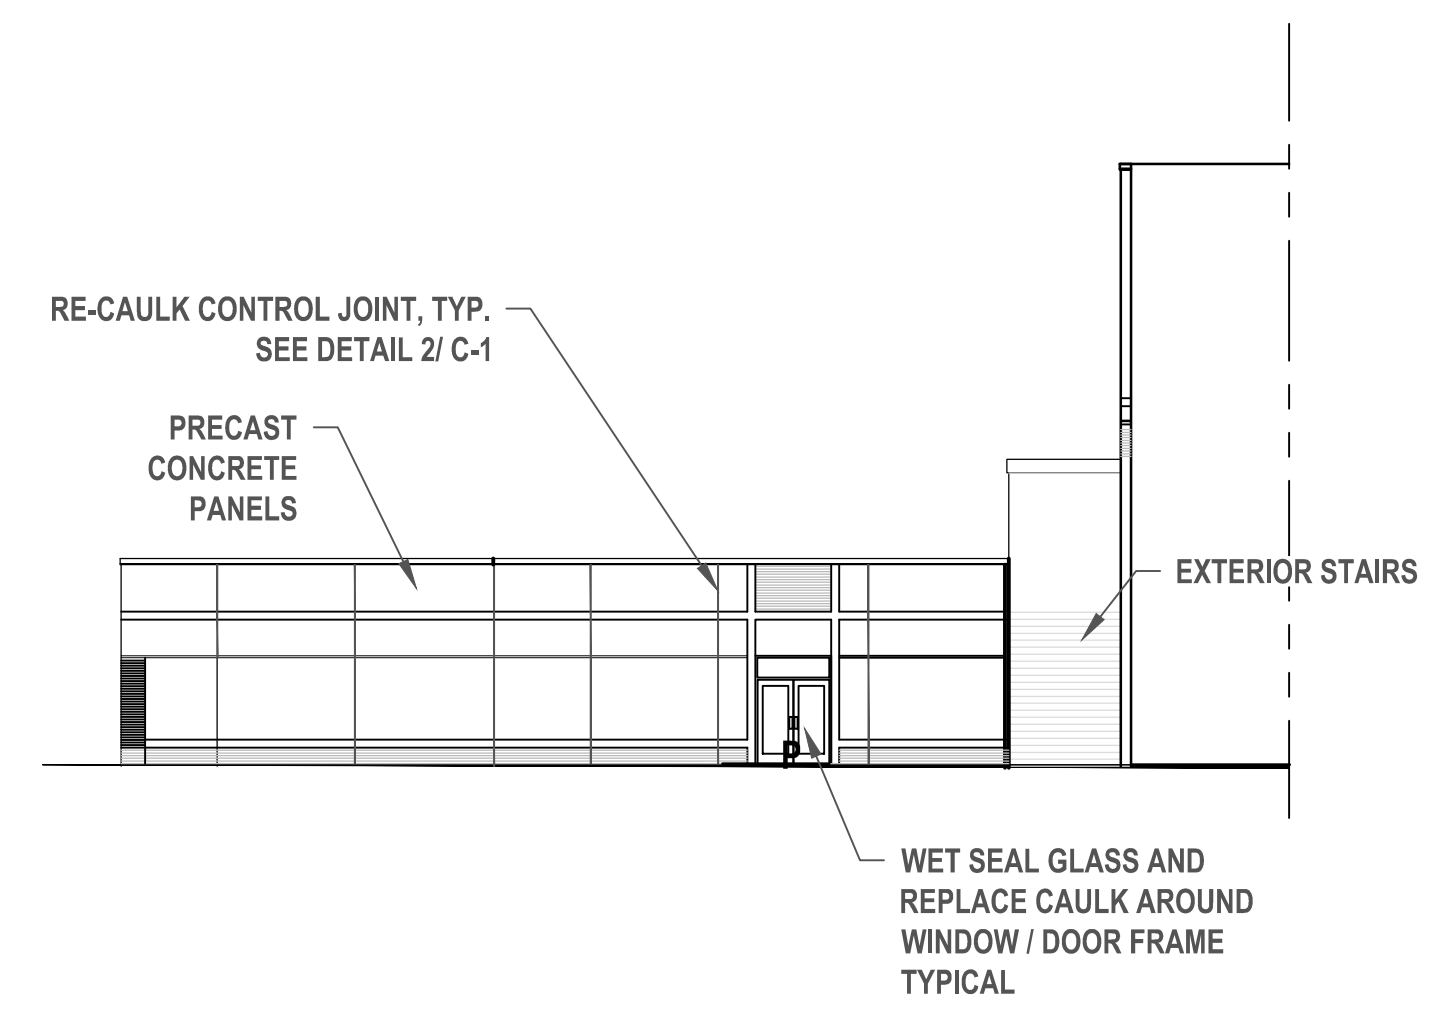 RE-CAULK CONTROL JOINT, TYP.
SEE DETAIL 2/ C-1
PRECAST
CONCRETE
PANELS
EXTERIOR STAIRS
P
WET SEAL GLASS AND
REPLACE CAULK AROUND
WINDOW / DOOR FRAME
TYPICAL